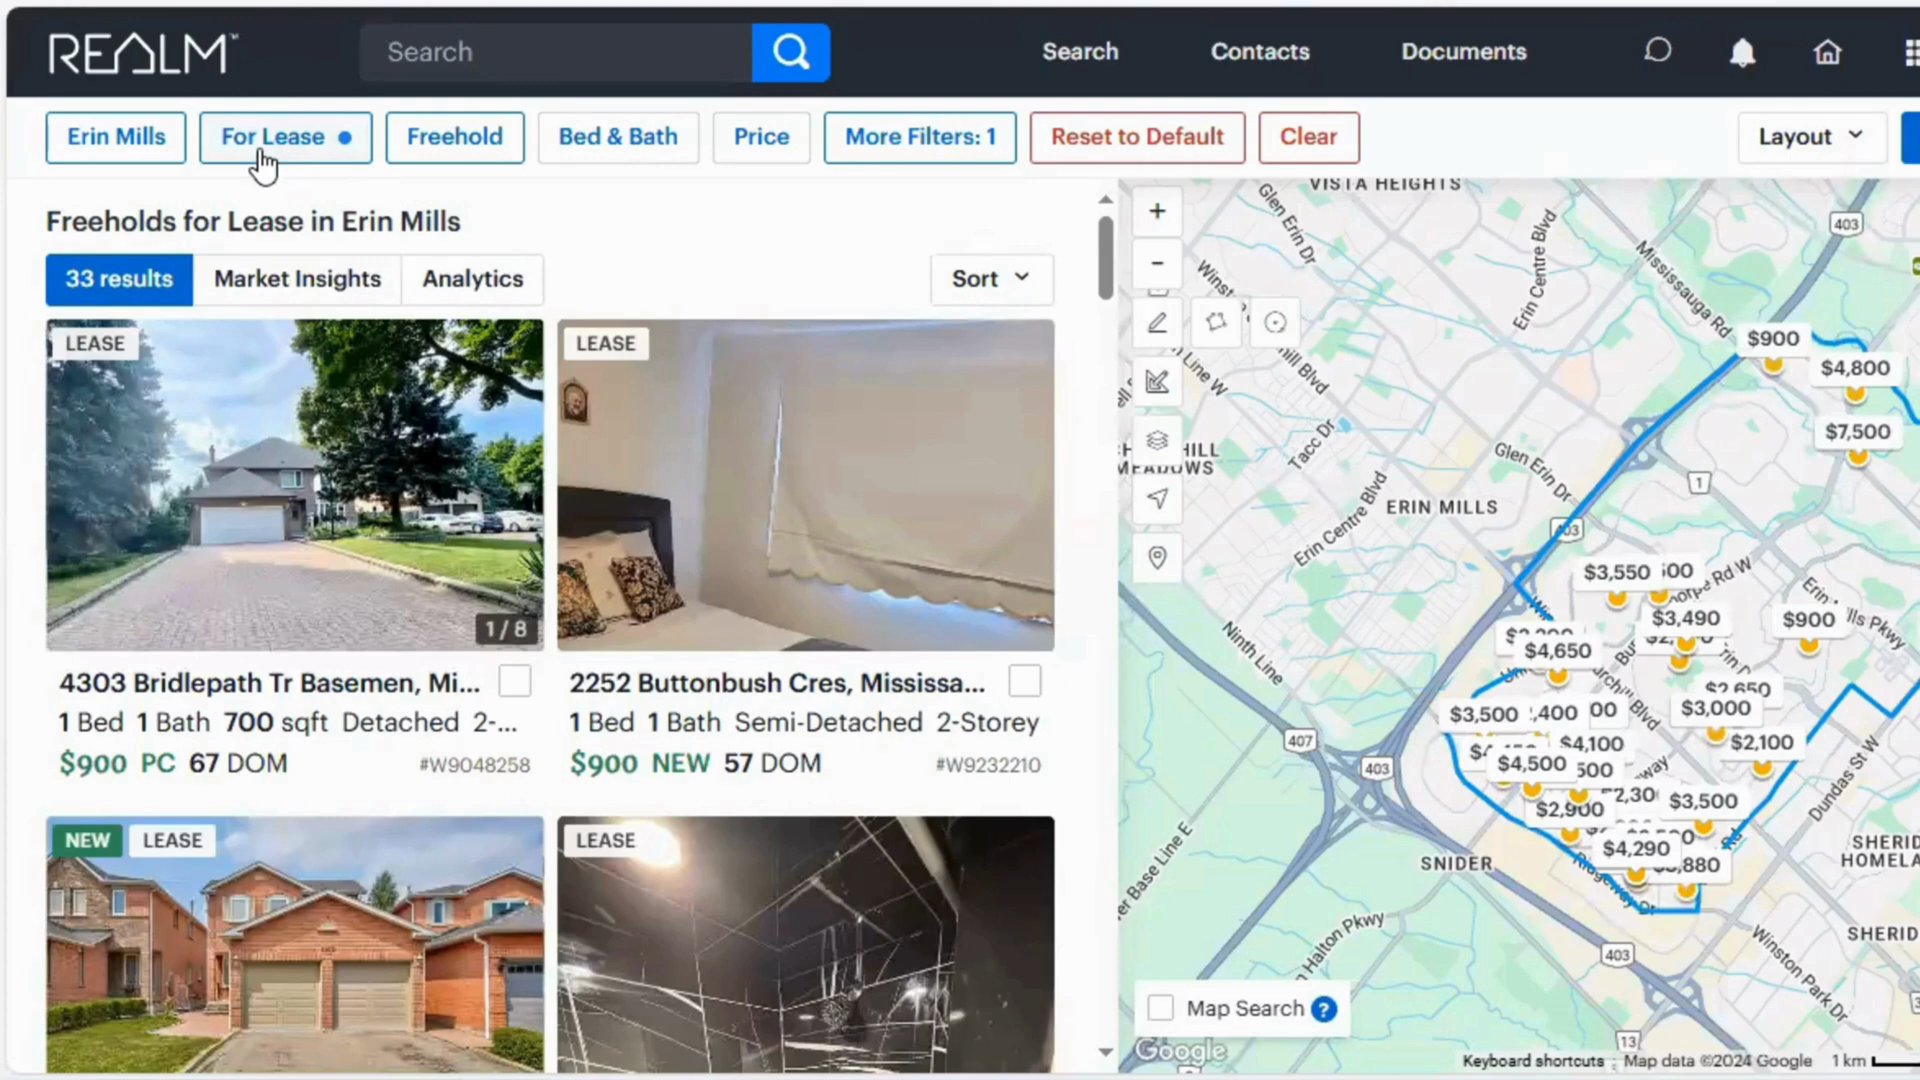 REALM™
Search
Search
Contacts
Documents
Erin Mills
For Lease
Freehold
Bed & Bath
Price
More Filters: 1
Reset to Default
Clear
Layout
Freeholds for Lease in Erin Mills
33 results
Market Insights
Analytics
Sort
LEASE
1 / 8
4303 Bridlepath Tr Basemen, Mi...
1 Bed 1 Bath 700 sqft Detached 2-...
$900 PC 67 DOM
#W9048258
LEASE
2252 Buttonbush Cres, Mississa...
1 Bed 1 Bath Semi-Detached 2-Storey
$900 NEW 57 DOM
#W9232210
NEW
LEASE
LEASE
+
-
VISTA HEIGHTS
Glen Erin Dr
Erin Centre Blvd
Mississauga Rd
403
$900
$4,800
$7,500
Tacc Dr
Glen Erin Dr
1
ERIN MILLS
403
Erin Centre Blvd
$3,550
$3,490
$900
Ninth Line
$4,650
$2,650
$3,000
$3,500
$2,100
407
403
$4,100
$4,500
$3,500
$2,900
Dundas St W
$4,290
SNIDER
Ridgeway Dr
403
Winston Park Dr
13
Map Search
?
Google
Keyboard shortcuts
Map data ©2024 Google
1 km